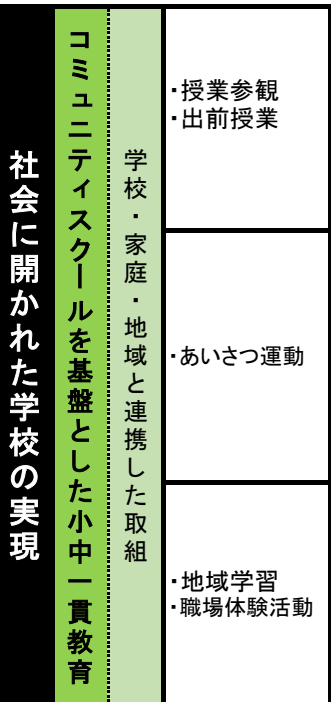 社会に開かれた学校の実現
コミュニティスクールを基盤とした小中一貫教育
学校・家庭・地域と連携した取組
・授業参観
・出前授業
・あいさつ運動
・地域学習
・職場体験活動